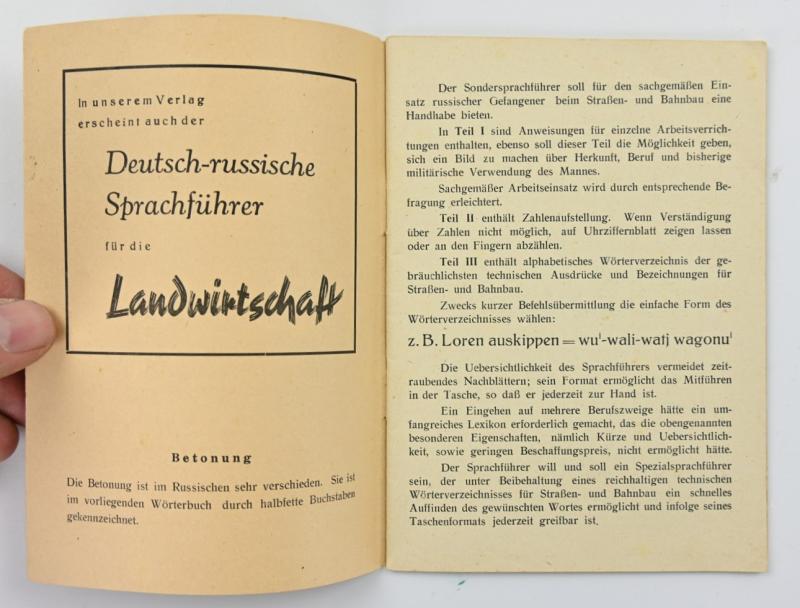 In unserem Verlag
erscheint auch der
Deutsch-russische
Sprachführer
für die
Landwirtschaft
Betonung
Die Betonung ist im Russischen sehr verschieden. Sie ist
im vorliegenden Wörterbuch durch halbfette Buchstaben
gekennzeichnet.
Der Sondersprachführer soll für den sachgemäßen Ein-
satz russischer Gefangener beim Straßen- und Bahnbau eine
Handhabe bieten.
In Teil I sind Anweisungen für einzelne Arbeitsverrich-
tungen enthalten, ebenso soll dieser Teil die Möglichkeit geben,
sich ein Bild zu machen über Herkunft, Beruf und bisherige
militärische Verwendung des Mannes.
Sachgemäßer Arbeitseinsatz wird durch entsprechende Be-
fragung erleichtert.
Teil II enthält Zahlenaufstellung. Wenn Verständigung
über Zahlen nicht möglich, auf Uhrziffernblatt zeigen lassen
oder an den Fingern abzählen.
Teil III enthält alphabetisches Wörterverzeichnis der ge-
bräuchlichsten technischen Ausdrücke und Bezeichnungen für
Straßen- und Bahnbau.
Zwecks kurzer Befehlsübermittlung die einfache Form des
Wörterverzeichnisses wählen:
z. B. Loren auskippen = wuⁱ-wali-watj wagonuⁱ
Die Uebersichtlichkeit des Sprachführers vermeidet zeit-
raubendes Nachblättern; sein Format ermöglicht das Mitführen
in der Tasche, so daß er jederzeit zur Hand ist.
Ein Eingehen auf mehrere Berufszweige hätte ein um-
fangreiches Lexikon erforderlich gemacht, das die obengenannten
besonderen Eigenschaften, nämlich Kürze und Uebersichtlich-
keit, sowie geringen Beschaffungspreis, nicht ermöglicht hätte.
Der Sprachführer will und soll ein Spezialsprachführer
sein, der unter Beibehaltung eines reichhaltigen technischen
Wörterverzeichnisses für Straßen- und Bahnbau ein schnelles
Auffinden des gewünschten Wortes ermöglicht und infolge seines
Taschenformats jederzeit greifbar ist.